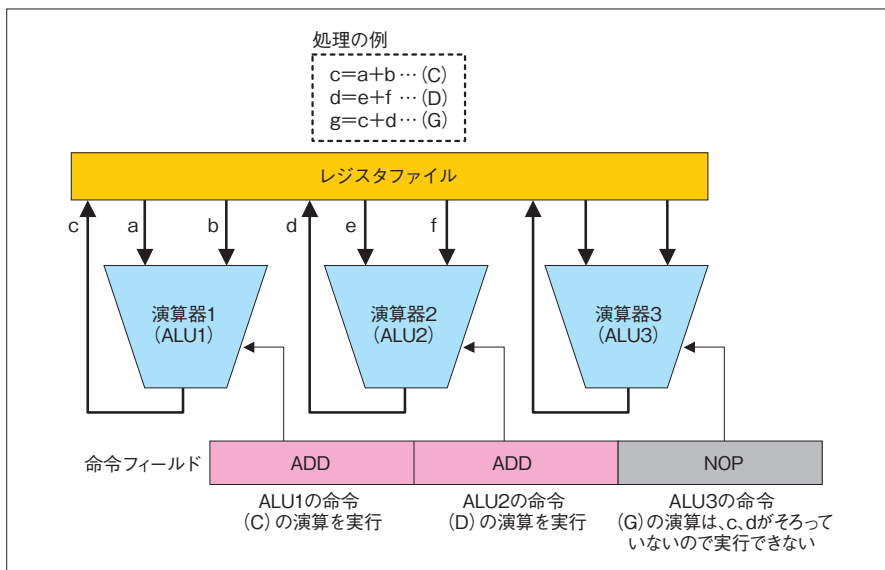 処理の例
c=a+b…(C)
d=e+f…(D)
g=c+d…(G)
レジスタファイル
c a b d e f
演算器1
(ALU1)
演算器2
(ALU2)
演算器3
(ALU3)
命令フィールド ADD ADD NOP
ALU1の命令
(C)の演算を実行
ALU2の命令
(D)の演算を実行
ALU3の命令
(G)の演算は、c、dがそろって
いないので実行できない